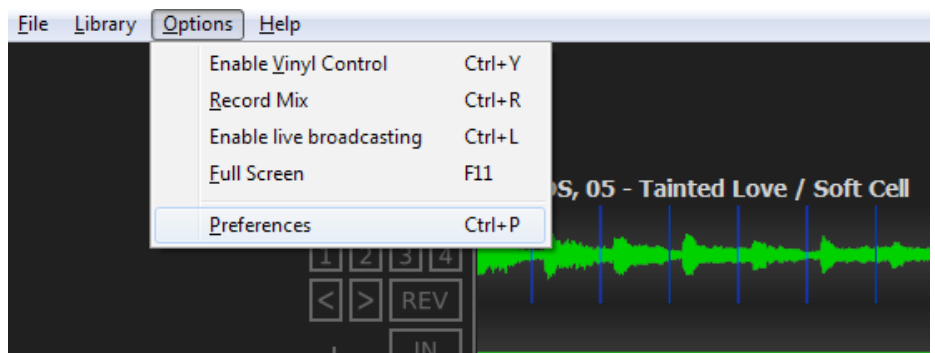 File Library Options Help
Enable Vinyl Control Ctrl+Y
Record Mix Ctrl+R
Enable live broadcasting Ctrl+L
Full Screen F11
S, 05 - Tainted Love / Soft Cell
Preferences Ctrl+P
1 2 3 4
< > REV
IN